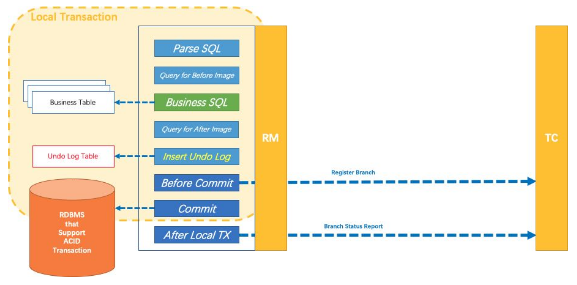 Local Transaction
Parse SQL
Query for Before Image
Business Table
Business SQL
Query for After Image
RM
TC
Undo Log Table
Insert Undo Log
Register Branch
Before Commit
RDBMS
that
Support
ACID
Transaction
Commit
Branch Status Report
After Local TX